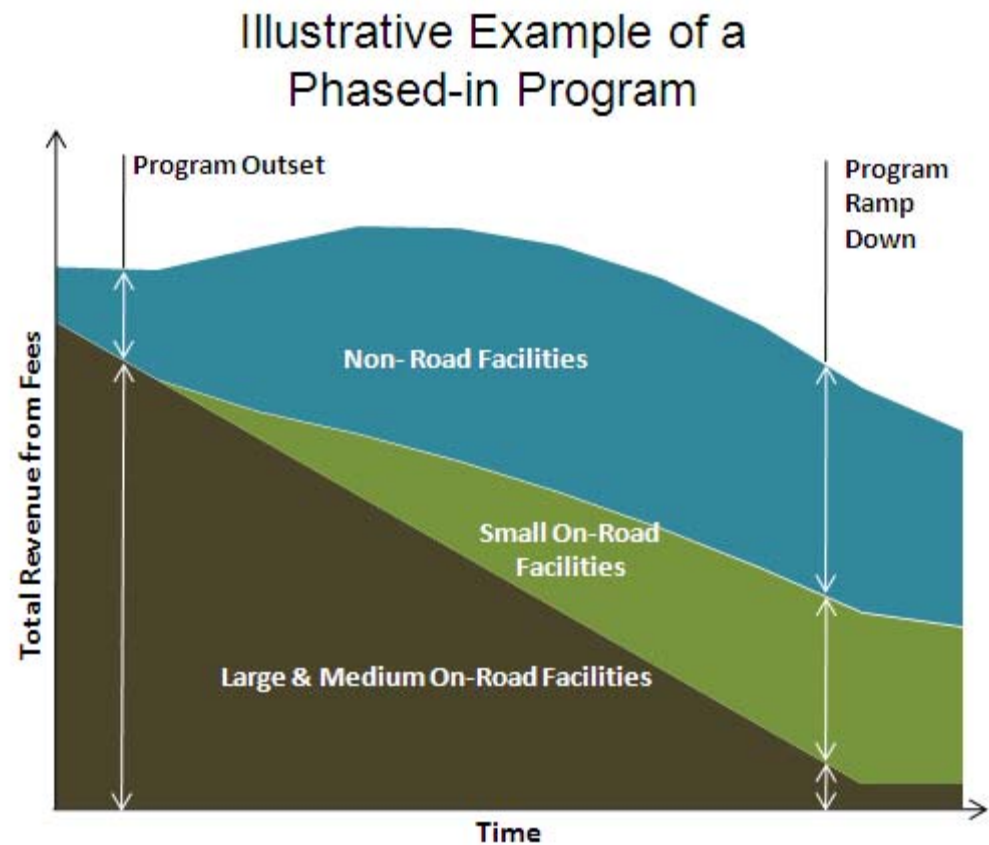 Illustrative Example of a
Phased-in Program
Program Outset
Program
Ramp
Down
Total Revenue from Fees
Non- Road Facilities
Small On-Road
Facilities
Large & Medium On-Road Facilities
Time